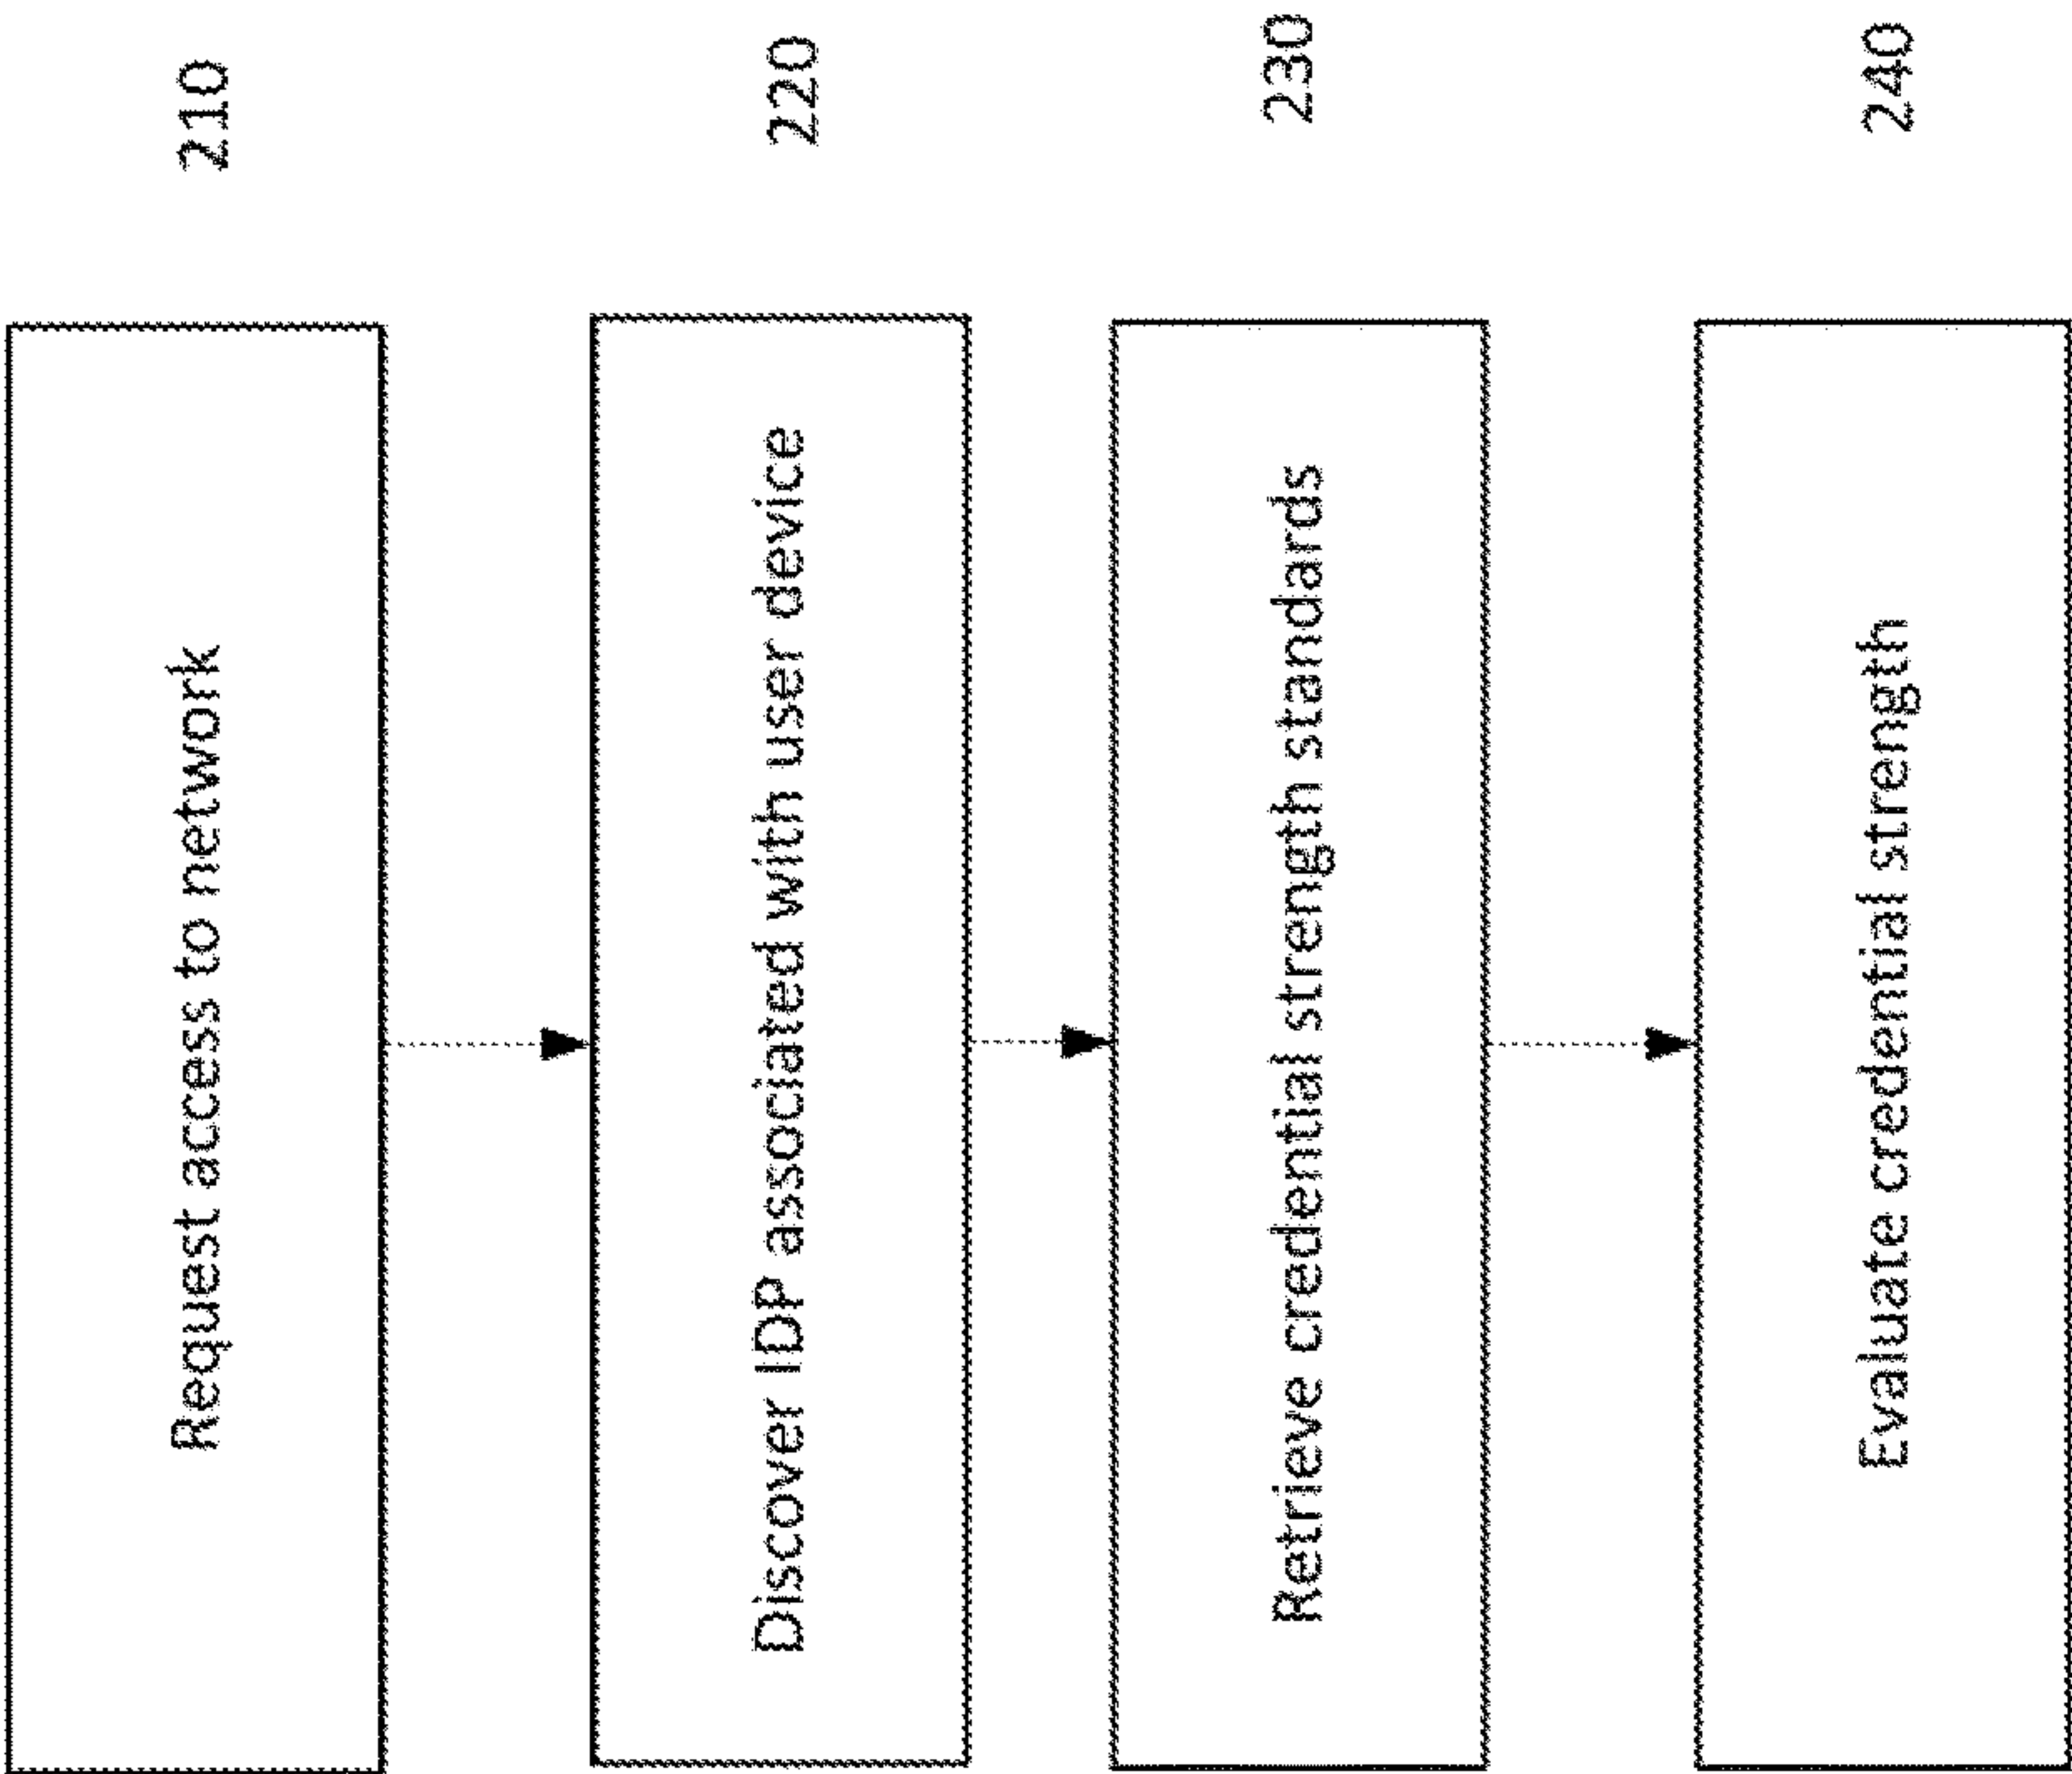 Request access to network
210
Discover IDP associated with user device
220
Retrieve credential strength standards
230
Evaluate credential strength
240